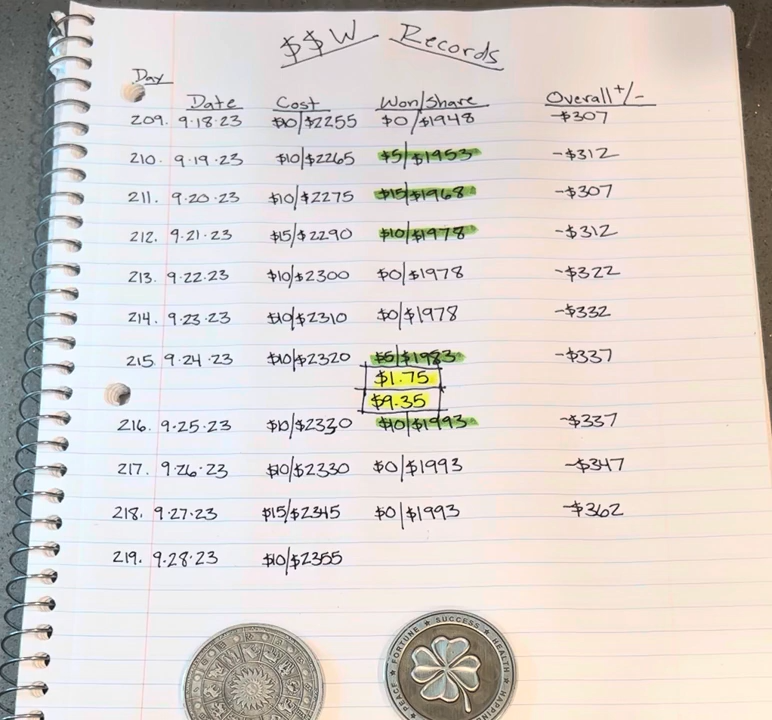 $$W Records
Day
Date Cost Won/Share Overall +/-
209. 9.18.23 $10/$2255 $0/$1948 -$307
210. 9.19.23 $10/$2265 $5/$1953 -$312
211. 9.20.23 $10/$2275 $15/$1968 -$307
212. 9.21.23 $15/$2290 $10/$1978 -$312
213. 9.22.23 $10/$2300 $0/$1978 -$322
214. 9.23.23 $10/$2310 $0/$1978 -$332
215. 9.24.23 $10/$2320 $5/$1983 -$337
$1.75
$9.35
216. 9.25.23 $10/$2330 $10/$1993 -$337
217. 9.26.23 $10/$2330 $0/$1993 -$347
218. 9.27.23 $15/$2345 $0/$1993 -$362
219. 9.28.23 $10/$2355
PEACE ★ FORTUNE ★ SUCCESS ★ HEALTH ★